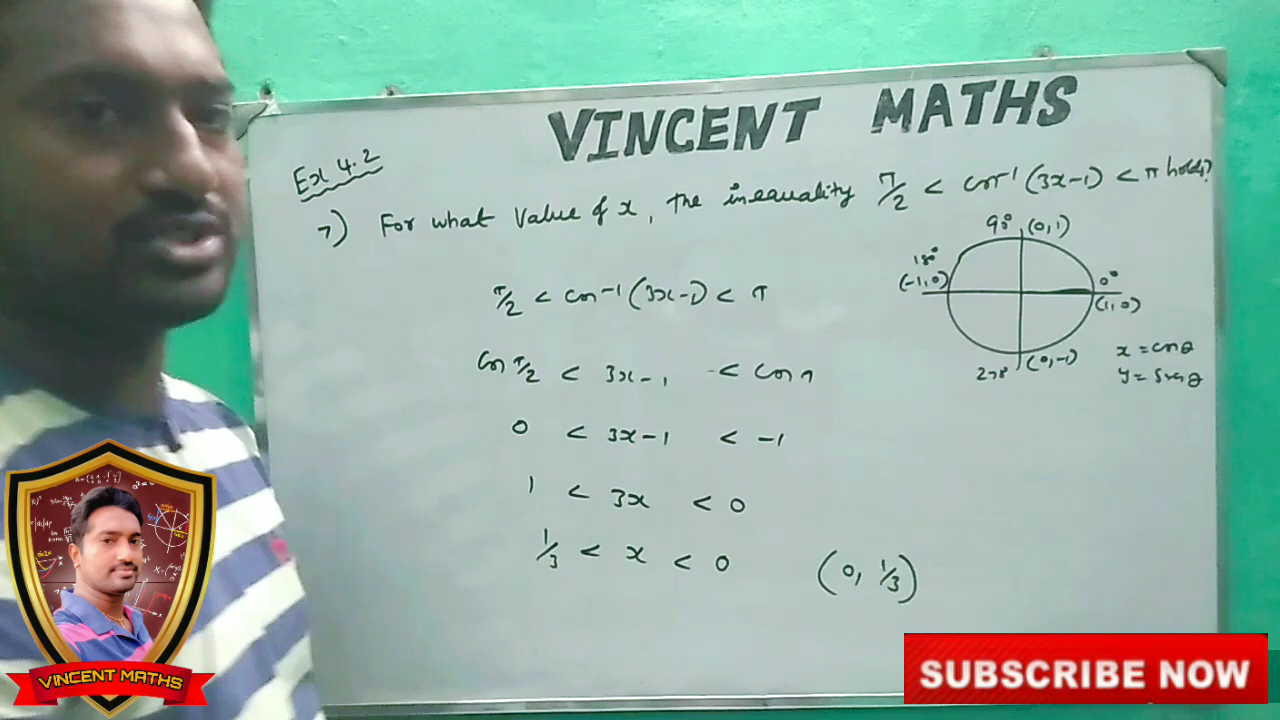 VINCENT MATHS
Ex 4.2
7) For what value of x, the inequality π/2 < cos⁻¹(3x-1) < π holds?
90° (0,1)
180°
(-1,0)
0°
(1,0)
270° (0,-1)
x = cosθ
y = sinθ
π/2 < cos⁻¹(3x-1) < π
cos π/2 < 3x-1 < cos π
0 < 3x-1 < -1
1 < 3x < 0
1/3 < x < 0 (0, 1/3)
VINCENT MATHS
SUBSCRIBE NOW